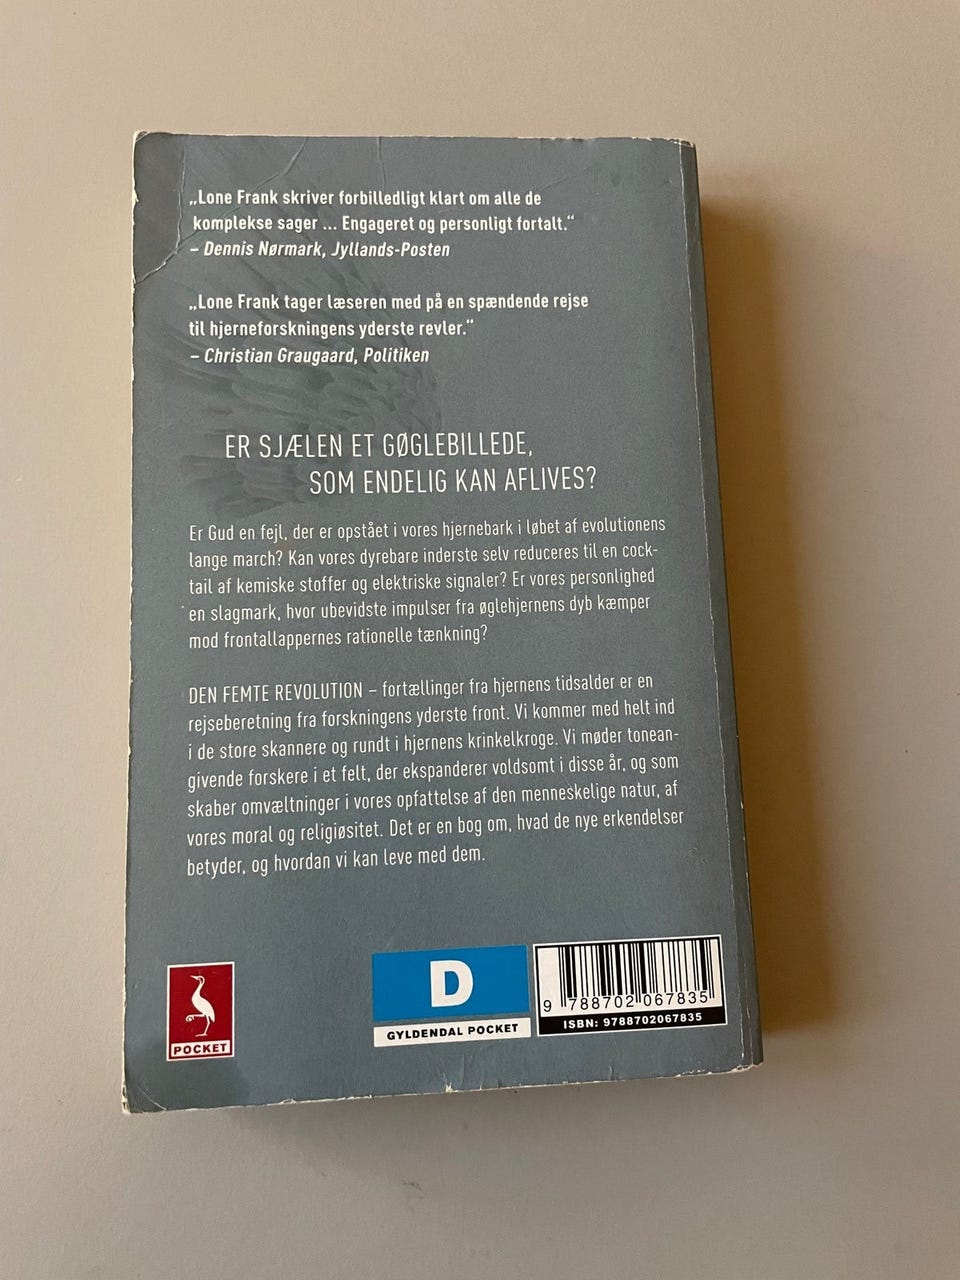 „Lone Frank skriver forbilledligt klart om alle de
komplekse sager ... Engageret og personligt fortalt.“
– Dennis Nørmark, Jyllands-Posten
„Lone Frank tager læseren med på en spændende rejse
til hjerneforskningens yderste revler.“
– Christian Graugaard, Politiken
ER SJÆLEN ET GØGLEBILLEDE,
SOM ENDELIG KAN AFLIVES?
Er Gud en fejl, der er opstået i vores hjernebark i løbet af evolutionens
lange march? Kan vores dyrebare inderste selv reduceres til en cock-
tail af kemiske stoffer og elektriske signaler? Er vores personlighed
en slagmark, hvor ubevidste impulser fra øglehjernens dyb kæmper
mod frontallappernes rationelle tænkning?
DEN FEMTE REVOLUTION – fortællinger fra hjernens tidsalder er en
rejseberetning fra forskningens yderste front. Vi kommer med helt ind
i de store skannere og rundt i hjernens krinkelkroge. Vi møder tonean-
givende forskere i et felt, der ekspanderer voldsomt i disse år, og som
skaber omvæltninger i vores opfattelse af den menneskelige natur, af
vores moral og religiøsitet. Det er en bog om, hvad de nye erkendelser
betyder, og hvordan vi kan leve med dem.
POCKET
D
GYLDENDAL POCKET
9 788702 067835
ISBN: 9788702067835